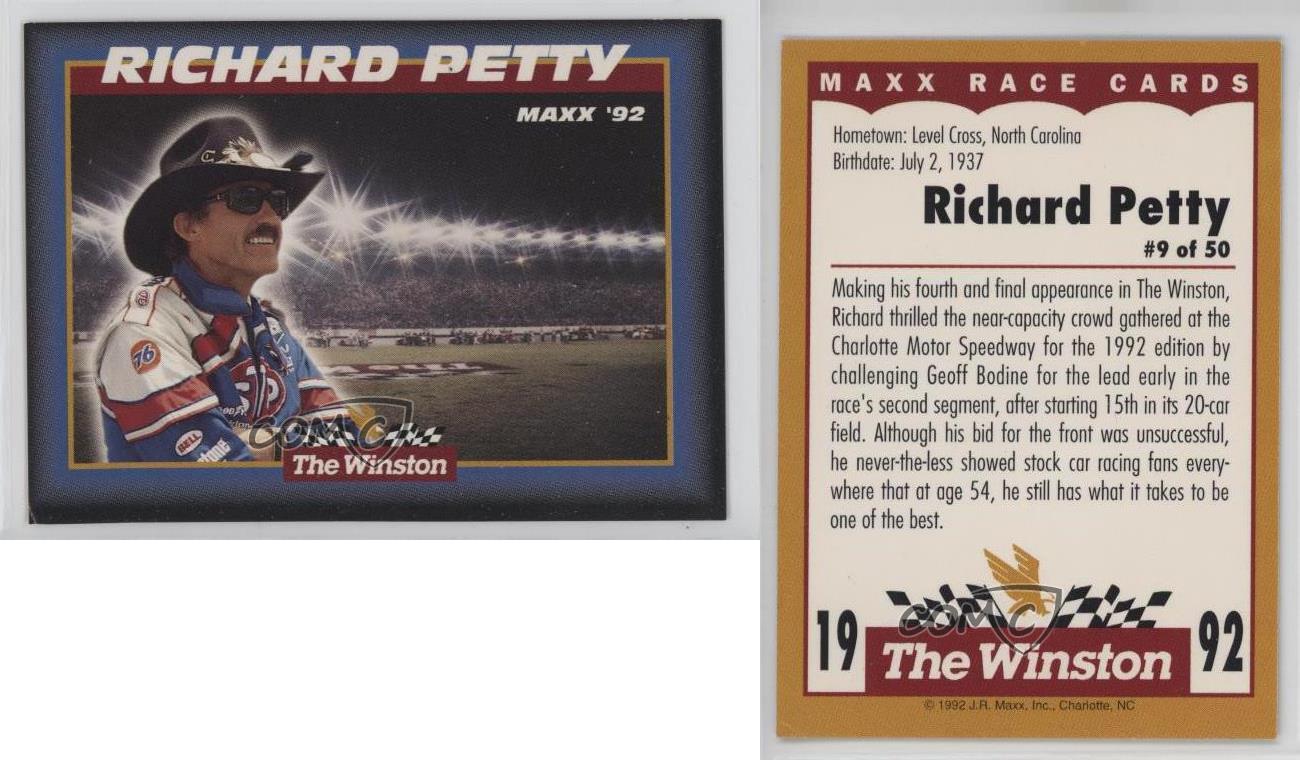 RICHARD PETTY
MAXX '92
76
STP
BELL
COMC
The Winston
MAXX RACE CARDS
Hometown: Level Cross, North Carolina
Birthdate: July 2, 1937
Richard Petty
#9 of 50
Making his fourth and final appearance in The Winston,
Richard thrilled the near-capacity crowd gathered at the
Charlotte Motor Speedway for the 1992 edition by
challenging Geoff Bodine for the lead early in the
race's second segment, after starting 15th in its 20-car
field. Although his bid for the front was unsuccessful,
he never-the-less showed stock car racing fans every-
where that at age 54, he still has what it takes to be
one of the best.
COMC
19
The Winston
92
© 1992 J.R. Maxx, Inc., Charlotte, NC